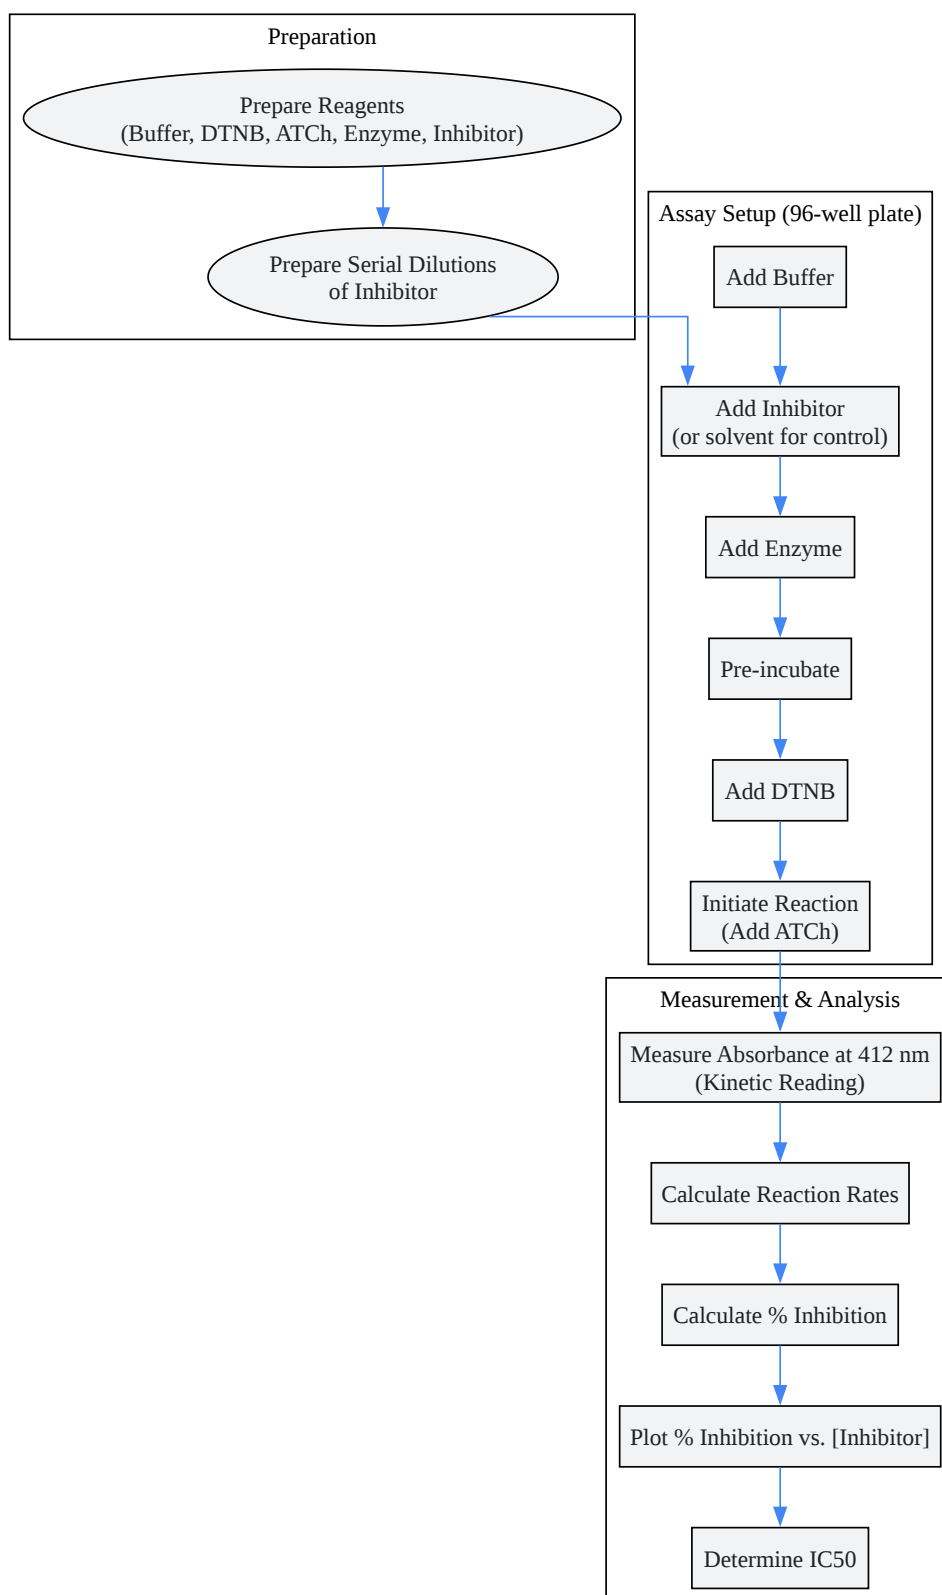 Preparation
Prepare Reagents
(Buffer, DTNB, ATCh, Enzyme, Inhibitor)
Prepare Serial Dilutions
of Inhibitor
Assay Setup (96-well plate)
Add Buffer
Add Inhibitor
(or solvent for control)
Add Enzyme
Pre-incubate
Add DTNB
Initiate Reaction
(Add ATCh)
Measurement & Analysis
Measure Absorbance at 412 nm
(Kinetic Reading)
Calculate Reaction Rates
Calculate % Inhibition
Plot % Inhibition vs. [Inhibitor]
Determine IC50